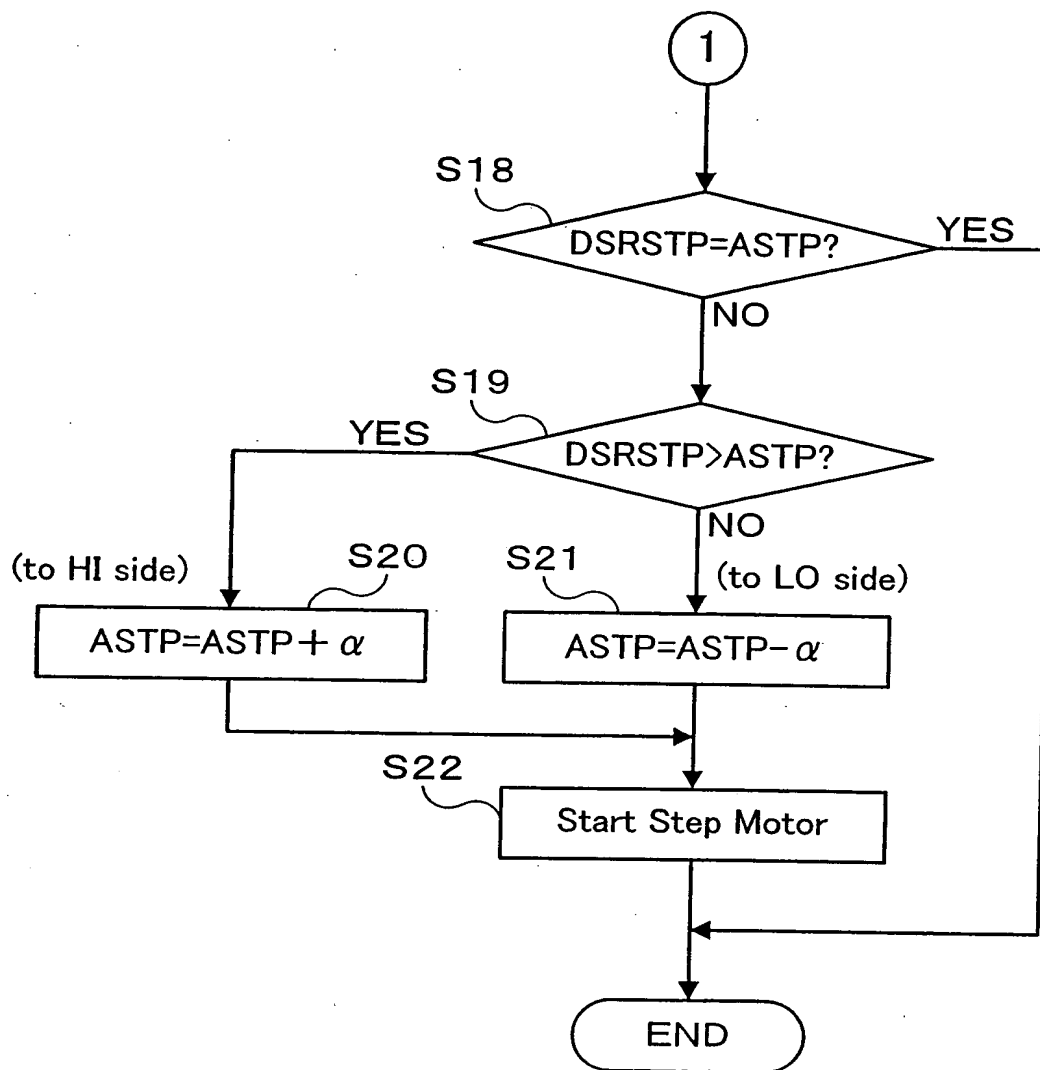 1
S18
DSRSTP=ASTP?
YES
NO
S19
YES
DSRSTP>ASTP?
NO
(to HI side)
S20
S21
(to LO side)
ASTP=ASTP+α
ASTP=ASTP-α
S22
Start Step Motor
END